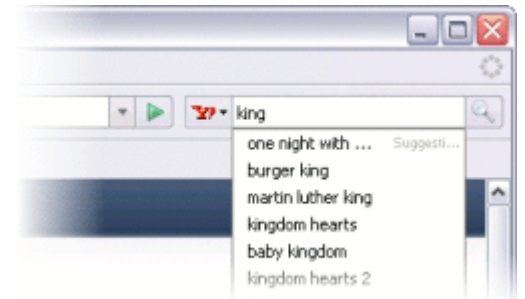 Y!
king
one night with ... Suggesti...
burger king
martin luther king
kingdom hearts
baby kingdom
kingdom hearts 2